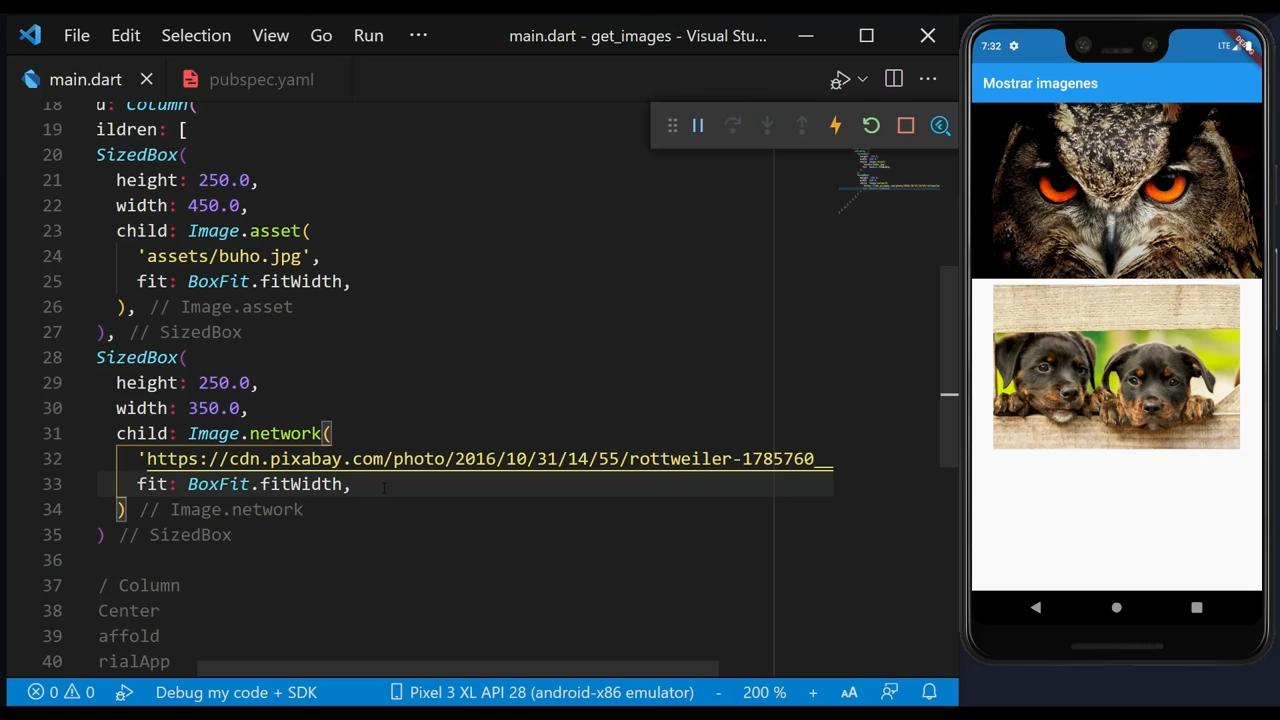 File Edit Selection View Go Run ··· main.dart - get_images - Visual Stu...
main.dart pubspec.yaml
18 d: Column(
19 ildren: [
20 SizedBox(
21 height: 250.0,
22 width: 450.0,
23 child: Image.asset(
24 'assets/buho.jpg',
25 fit: BoxFit.fitWidth,
26 ), // Image.asset
27 ), // SizedBox
28 SizedBox(
29 height: 250.0,
30 width: 350.0,
31 child: Image.network(
32 'https://cdn.pixabay.com/photo/2016/10/31/14/55/rottweiler-1785760__
33 fit: BoxFit.fitWidth,
34 ) // Image.network
35 ) // SizedBox
36
37 / Column
38 Center
39 affold
40 rialApp
0 0 Debug my code + SDK Pixel 3 XL API 28 (android-x86 emulator) - 200 % + AA
7:32 LTE DEBUG
Mostrar imagenes